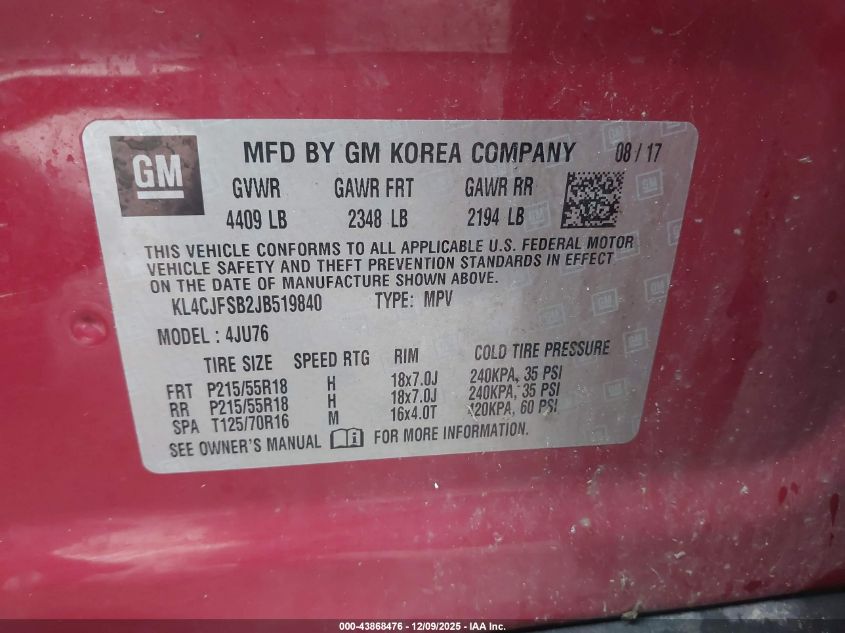 GM
MFD BY GM KOREA COMPANY 08/17
GVWR GAWR FRT GAWR RR
4409 LB 2348 LB 2194 LB
THIS VEHICLE CONFORMS TO ALL APPLICABLE U.S. FEDERAL MOTOR
VEHICLE SAFETY AND THEFT PREVENTION STANDARDS IN EFFECT
ON THE DATE OF MANUFACTURE SHOWN ABOVE.
KL4CJFSB2JB519840 TYPE: MPV
MODEL: 4JU76
TIRE SIZE SPEED RTG RIM COLD TIRE PRESSURE
FRT P215/55R18 H 18x7.0J 240KPA, 35 PSI
RR P215/55R18 H 18x7.0J 240KPA, 35 PSI
SPA T125/70R16 M 16x4.0T 420KPA, 60 PSI
SEE OWNER'S MANUAL FOR MORE INFORMATION.
000-43868476 - 12/09/2025 - IAA Inc.